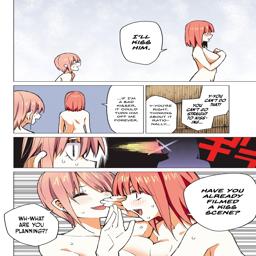 I'LL
KISS
HIM.
Y-YOU
CAN'T
DO THAT!
YOU CAN'T
GO
STRAIGHT
TO
KISS-
ING...
Y-YOU'RE
RIGHT.
THINKING
ABOUT IT
RATIO-
NALLY...
...IF I'M
A BAD
KISSER,
IT COULD
TURN HIM
OFF ME
FOREVER.
HAVE YOU
ALREADY
FILMED
A KISS
SCENE?
WH-WHAT
ARE YOU
PLANNING?!